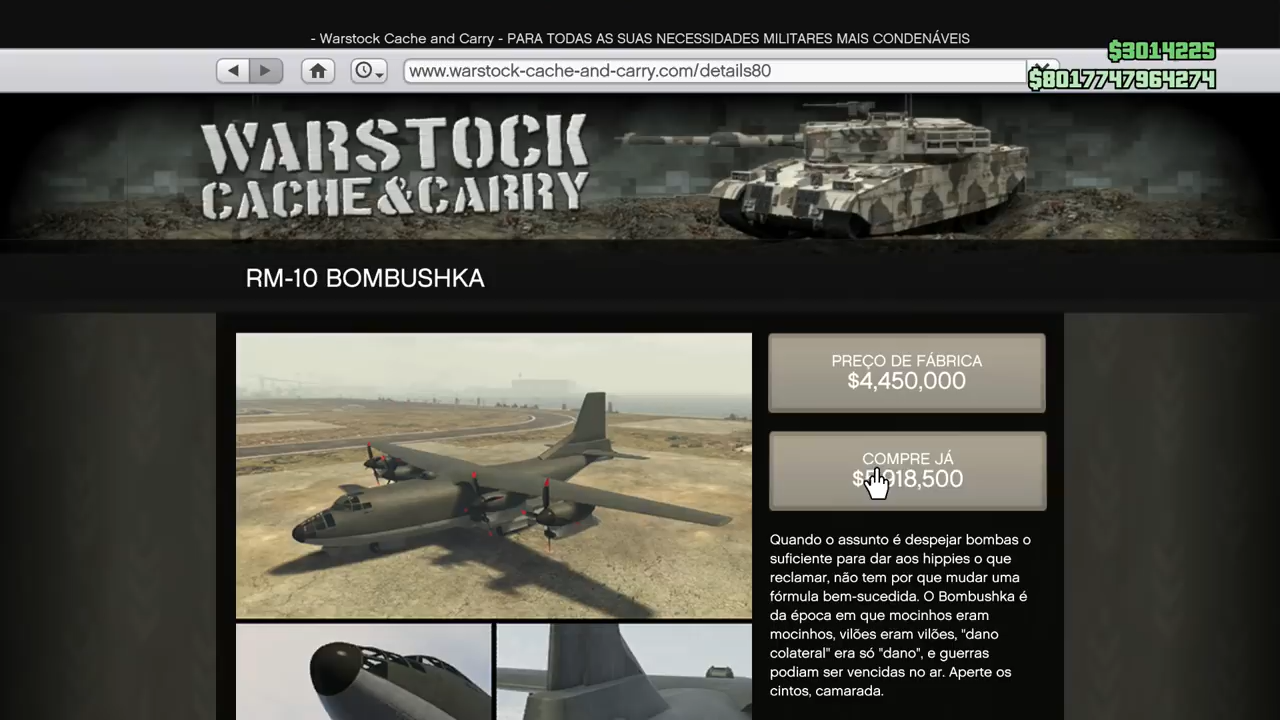 - Warstock Cache and Carry - PARA TODAS AS SUAS NECESSIDADES MILITARES MAIS CONDENÁVEIS
$3014225
www.warstock-cache-and-carry.com/details80
$8017747964274
WARSTOCK
CACHE&CARRY
RM-10 BOMBUSHKA
PREÇO DE FÁBRICA
$4,450,000
COMPRE JÁ
Quando o assunto é despejar bombas o
suficiente para dar aos hippies o que
reclamar, não tem por que mudar uma
fórmula bem-sucedida. O Bombushka é
da época em que mocinhos eram
mocinhos, vilões eram vilões, "dano
colateral" era só "dano", e guerras
podiam ser vencidas no ar. Aperte os
cintos, camarada.